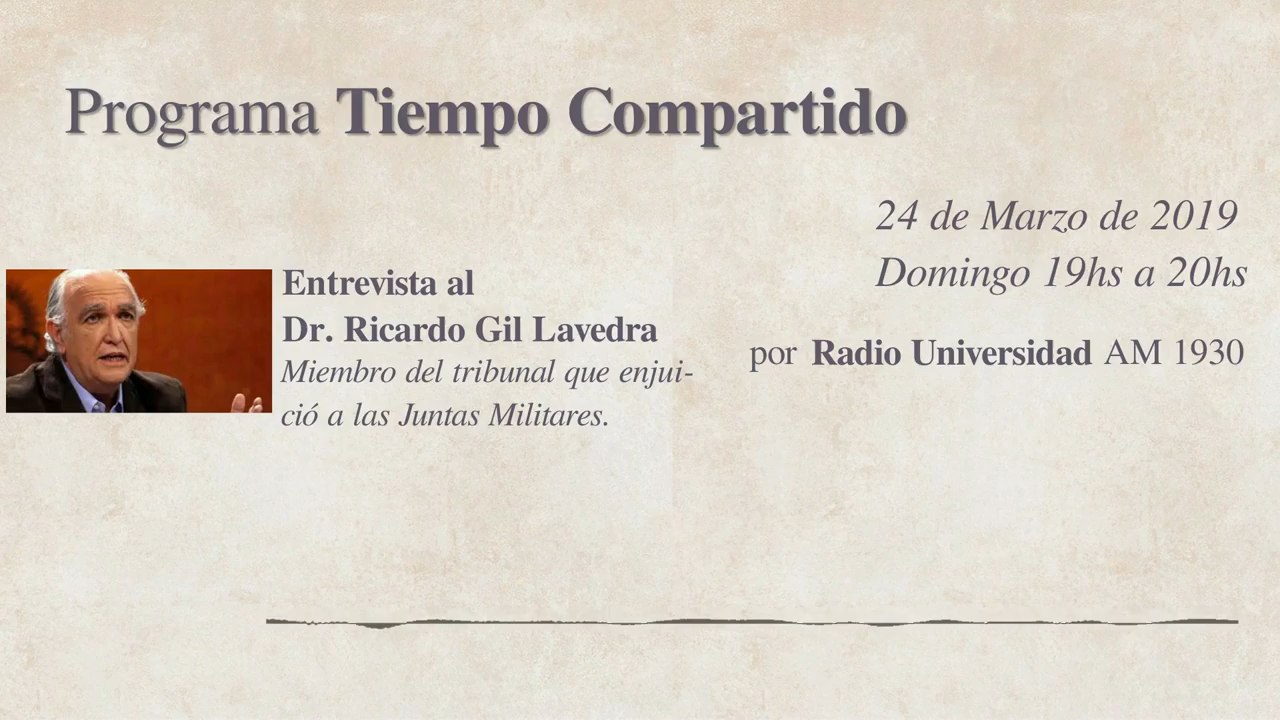 Programa Tiempo Compartido
24 de Marzo de 2019
Domingo 19hs a 20hs
por Radio Universidad AM 1930
Entrevista al
Dr. Ricardo Gil Lavedra
Miembro del tribunal que enjui-
ció a las Juntas Militares.